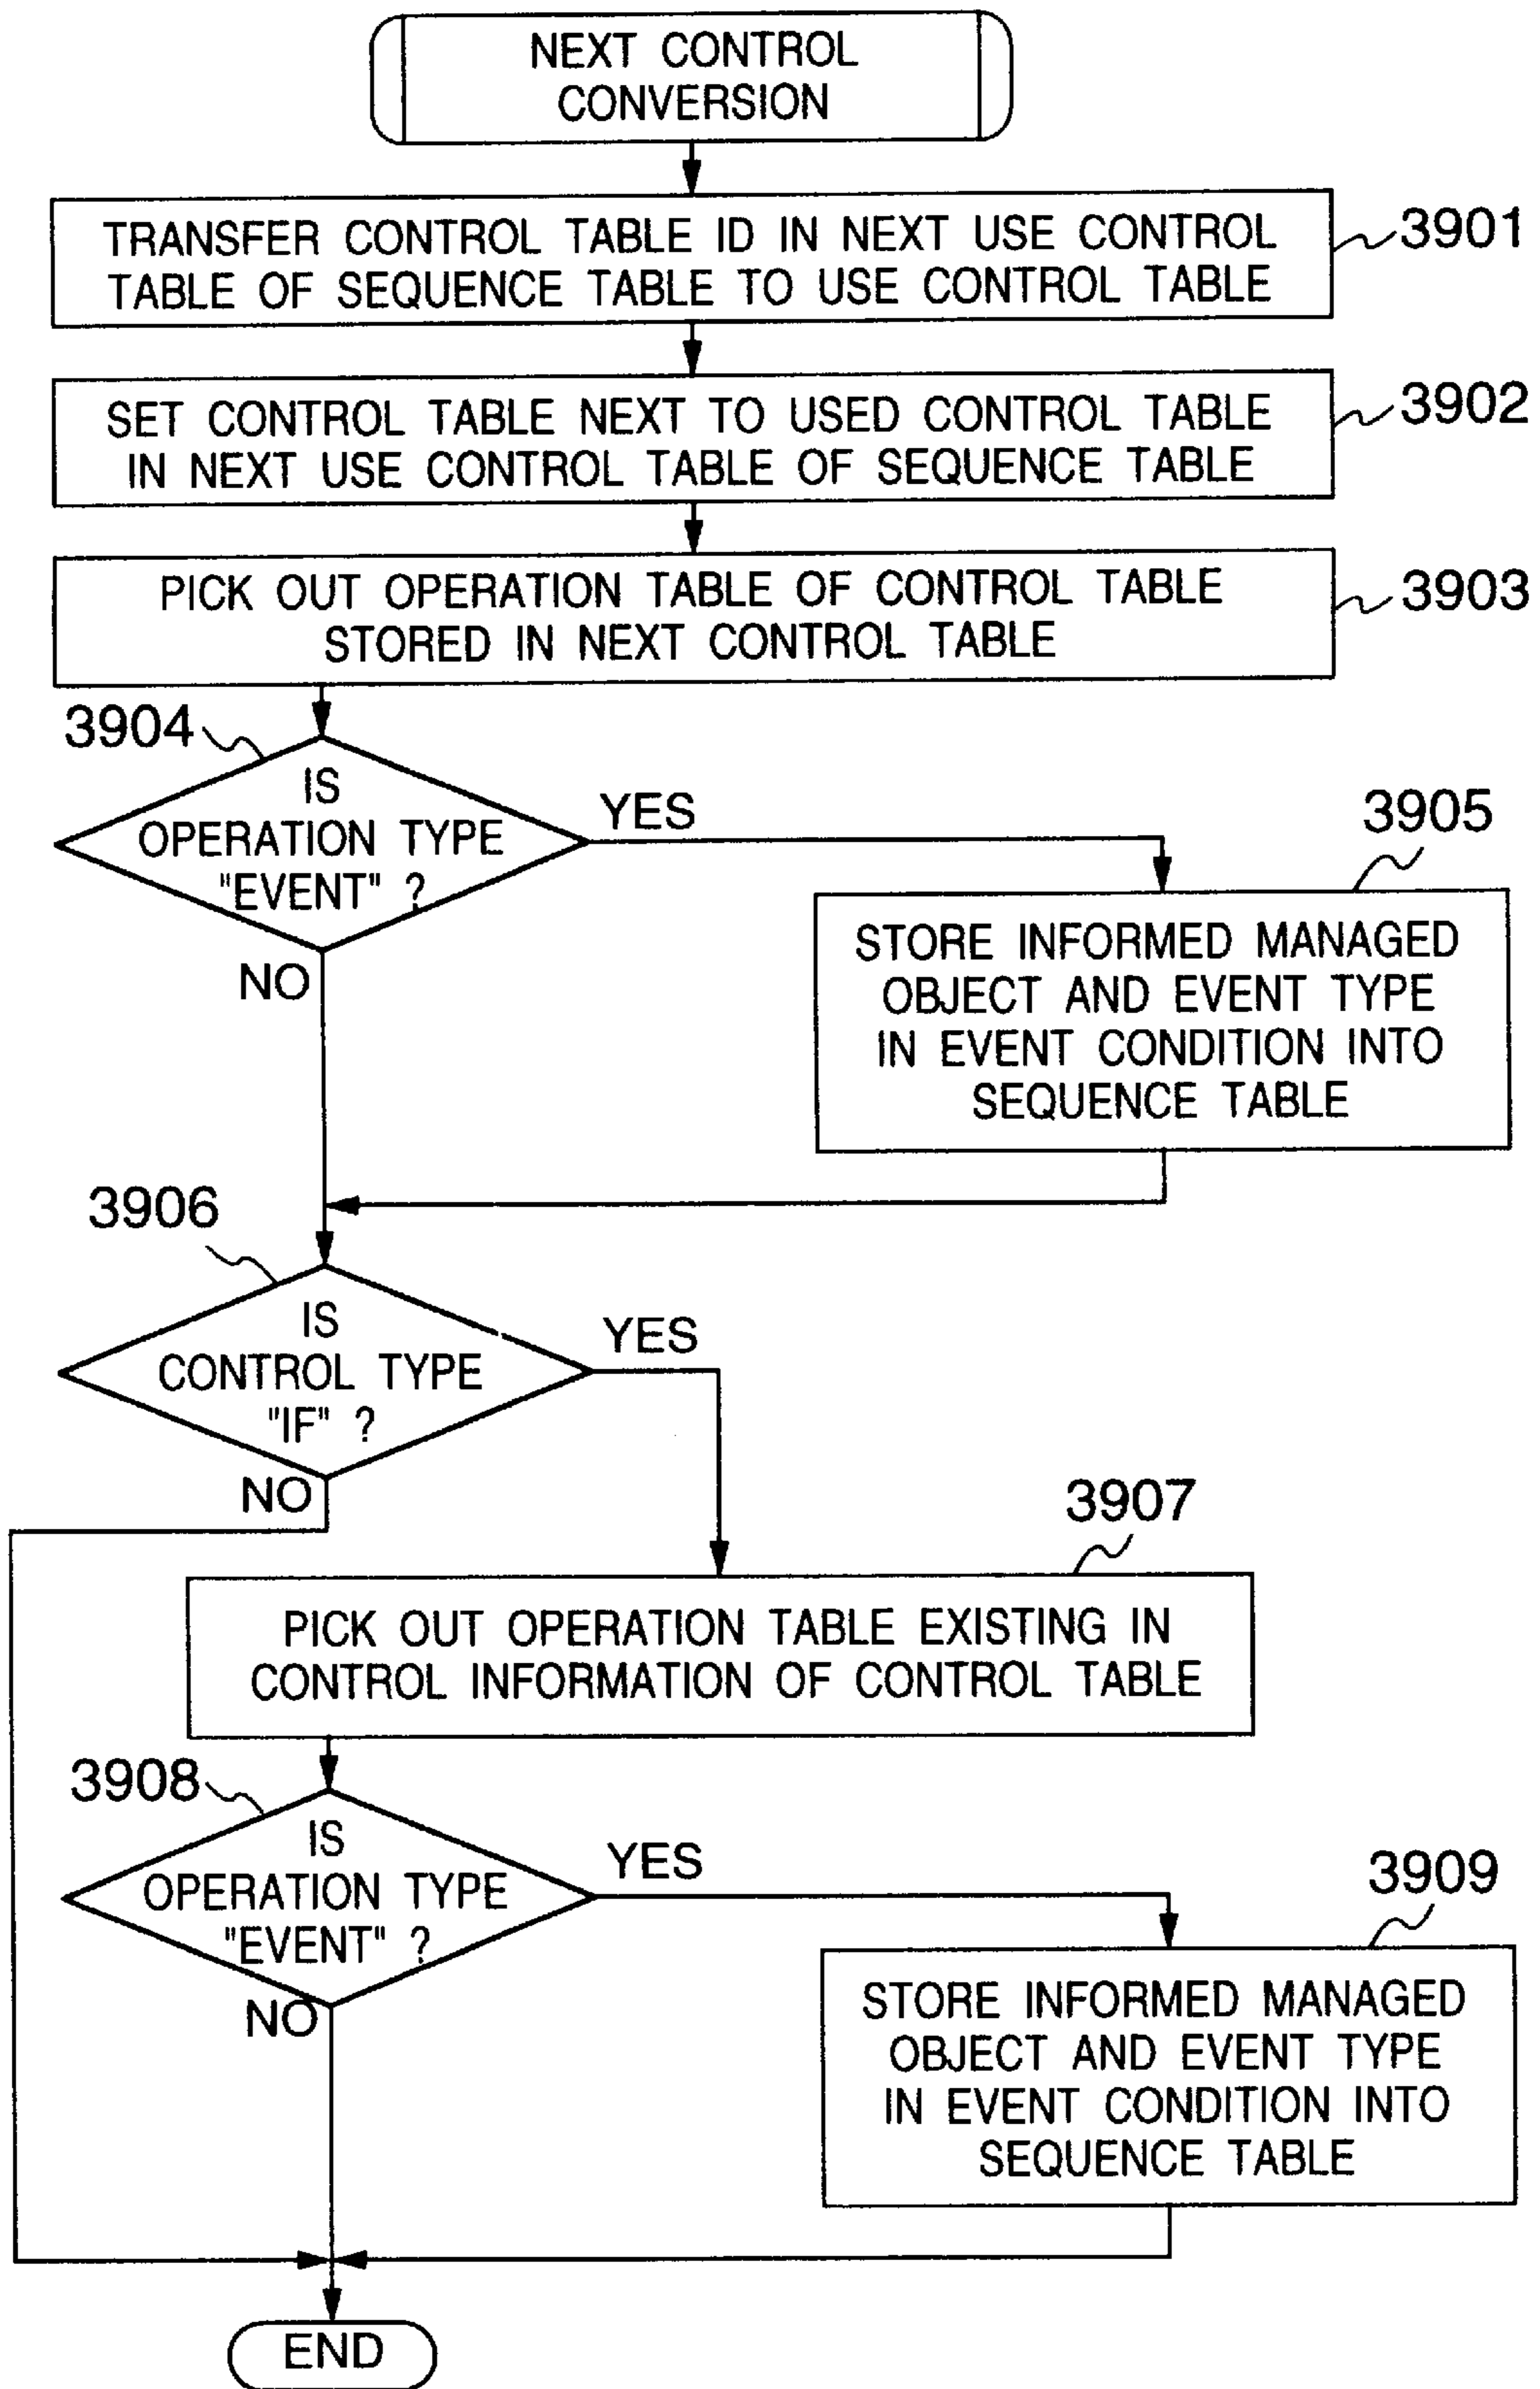 NEXT CONTROL
CONVERSION
TRANSFER CONTROL TABLE ID IN NEXT USE CONTROL
TABLE OF SEQUENCE TABLE TO USE CONTROL TABLE
3901
SET CONTROL TABLE NEXT TO USED CONTROL TABLE
IN NEXT USE CONTROL TABLE OF SEQUENCE TABLE
3902
PICK OUT OPERATION TABLE OF CONTROL TABLE
STORED IN NEXT CONTROL TABLE
3903
3904
IS
OPERATION TYPE
"EVENT" ?
YES
NO
3905
STORE INFORMED MANAGED
OBJECT AND EVENT TYPE
IN EVENT CONDITION INTO
SEQUENCE TABLE
3906
IS
CONTROL TYPE
"IF" ?
YES
NO
3907
PICK OUT OPERATION TABLE EXISTING IN
CONTROL INFORMATION OF CONTROL TABLE
3908
IS
OPERATION TYPE
"EVENT" ?
YES
NO
3909
STORE INFORMED MANAGED
OBJECT AND EVENT TYPE
IN EVENT CONDITION INTO
SEQUENCE TABLE
END